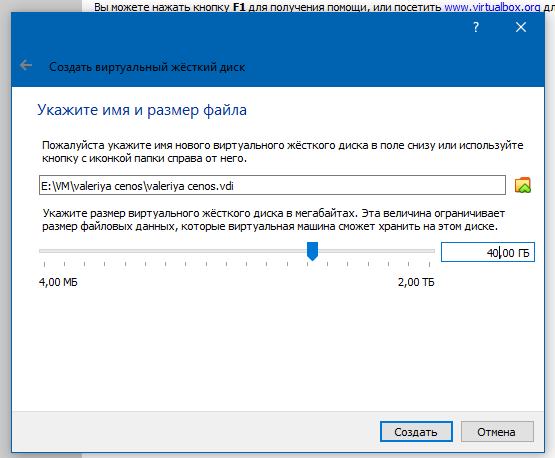 Вы можете нажать кнопку F1 для получения помощи, или посетить www.virtualbox.org дл
?
Создать виртуальный жёсткий диск
Укажите имя и размер файла
Пожалуйста укажите имя нового виртуального жёсткого диска в поле снизу или используйте
кнопку с иконкой папки справа от него.
E:\VM\valeriya cenos\valeriya cenos.vdi
Укажите размер виртуального жёсткого диска в мегабайтах. Эта величина ограничивает
размер файловых данных, которые виртуальная машина сможет хранить на этом диске.
40,00 ГБ
4,00 МБ 2,00 ТБ
Создать Отмена